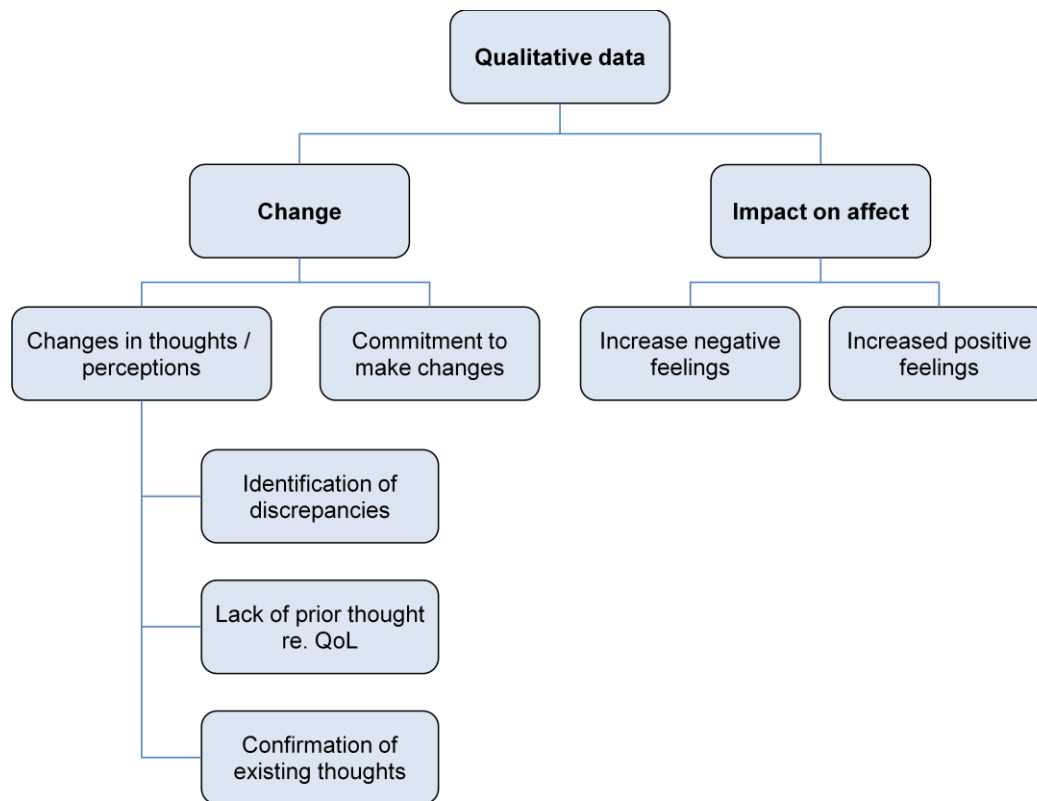 Qualitative data
Change
Impact on affect
Changes in thoughts /
perceptions
Commitment to
make changes
Increase negative
feelings
Increased positive
feelings
Identification of
discrepancies
Lack of prior thought
re. QoL
Confirmation of
existing thoughts